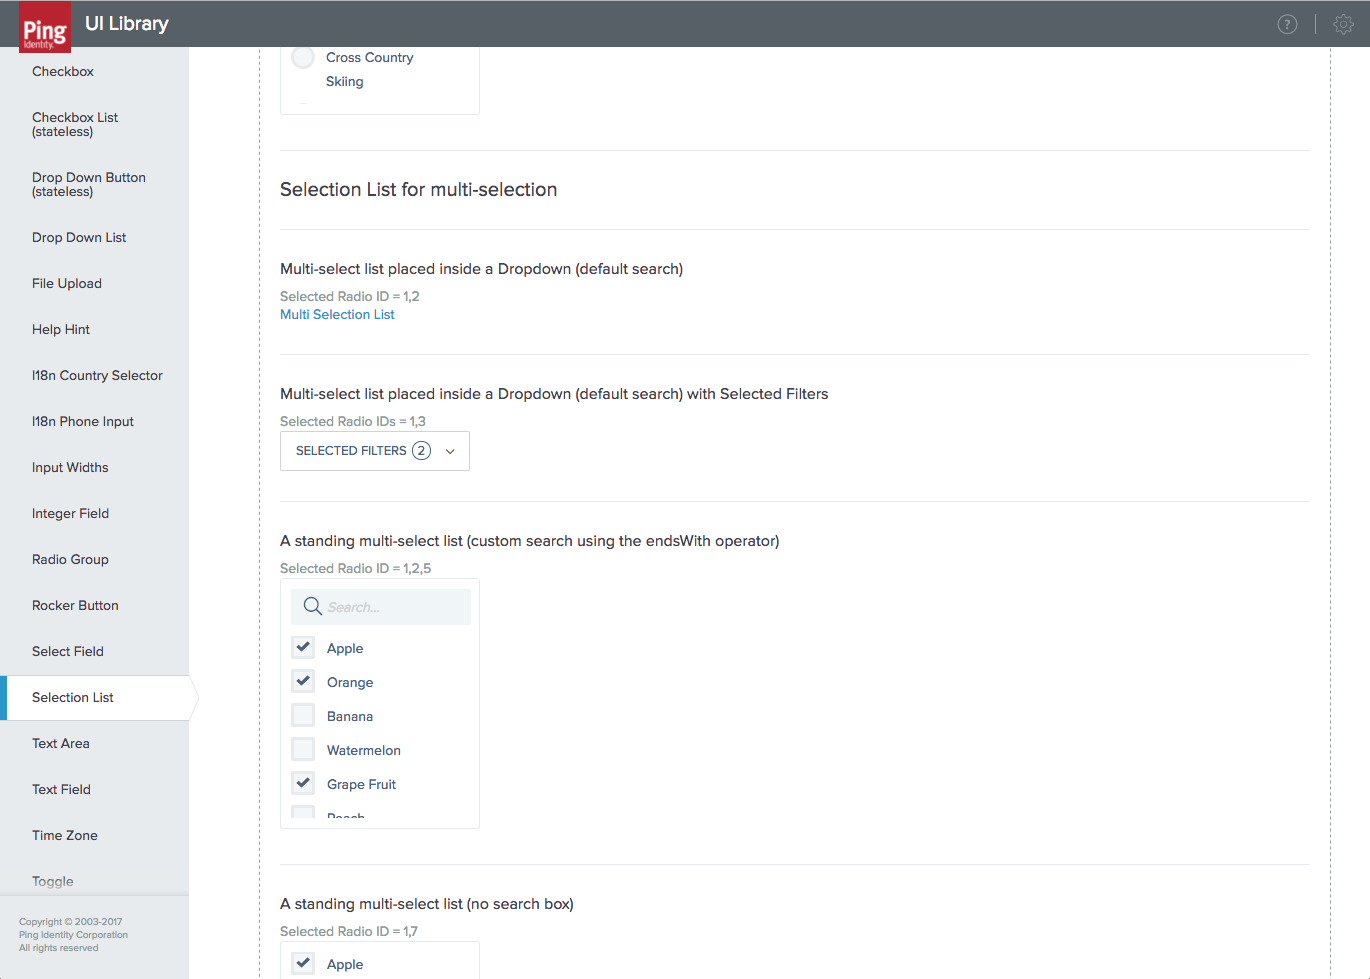 Ping
Identity.
UI Library
?
Checkbox
Checkbox List
(stateless)
Drop Down Button
(stateless)
Drop Down List
File Upload
Help Hint
I18n Country Selector
I18n Phone Input
Input Widths
Integer Field
Radio Group
Rocker Button
Select Field
Selection List
Text Area
Text Field
Time Zone
Toggle
Copyright © 2003-2017
Ping Identity Corporation
All rights reserved
Cross Country
Skiing
Selection List for multi-selection
Multi-select list placed inside a Dropdown (default search)
Selected Radio ID = 1,2
Multi Selection List
Multi-select list placed inside a Dropdown (default search) with Selected Filters
Selected Radio IDs = 1,3
SELECTED FILTERS 2
A standing multi-select list (custom search using the endsWith operator)
Selected Radio ID = 1,2,5
Search...
Apple
Orange
Banana
Watermelon
Grape Fruit
Peach
A standing multi-select list (no search box)
Selected Radio ID = 1,7
Apple